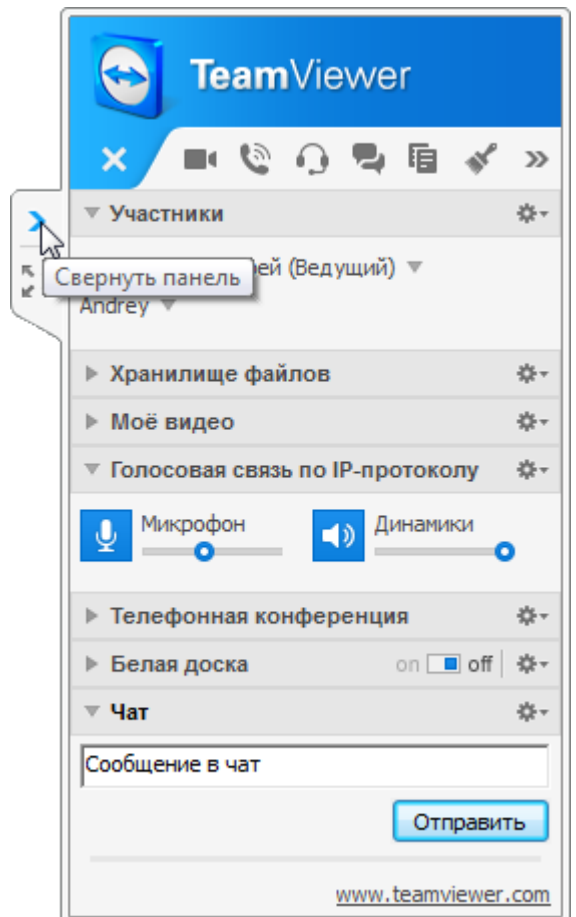 TeamViewer
Участники
Свернуть панель
(Ведущий)
Andrey
Хранилище файлов
Моё видео
Голосовая связь по IP-протоколу
Микрофон
Динамики
Телефонная конференция
Белая доска
on off
Чат
Сообщение в чат
Отправить
www.teamviewer.com